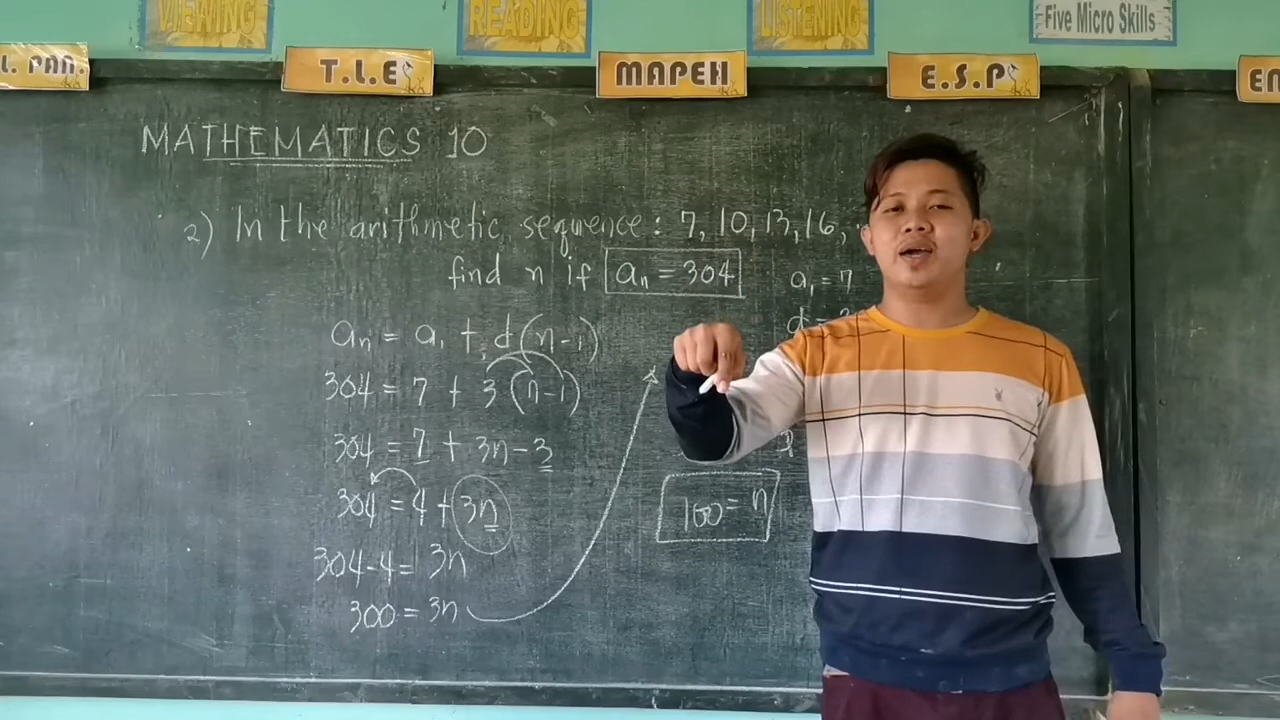 VIEWING
READING
LISTENING
Five Micro Skills
L. PAN.
T.L.E
MAPEH
E.S.P
EN
MATHEMATICS 10
2) In the arithmetic sequence : 7, 10, 13, 16,
find n if aₙ = 304
a₁ = 7
d =
aₙ = a₁ + d(n-1)
304 = 7 + 3(n-1)
304 = 7 + 3n-3
304 = 4 + 3n
304-4 = 3n
300 = 3n
100 = n